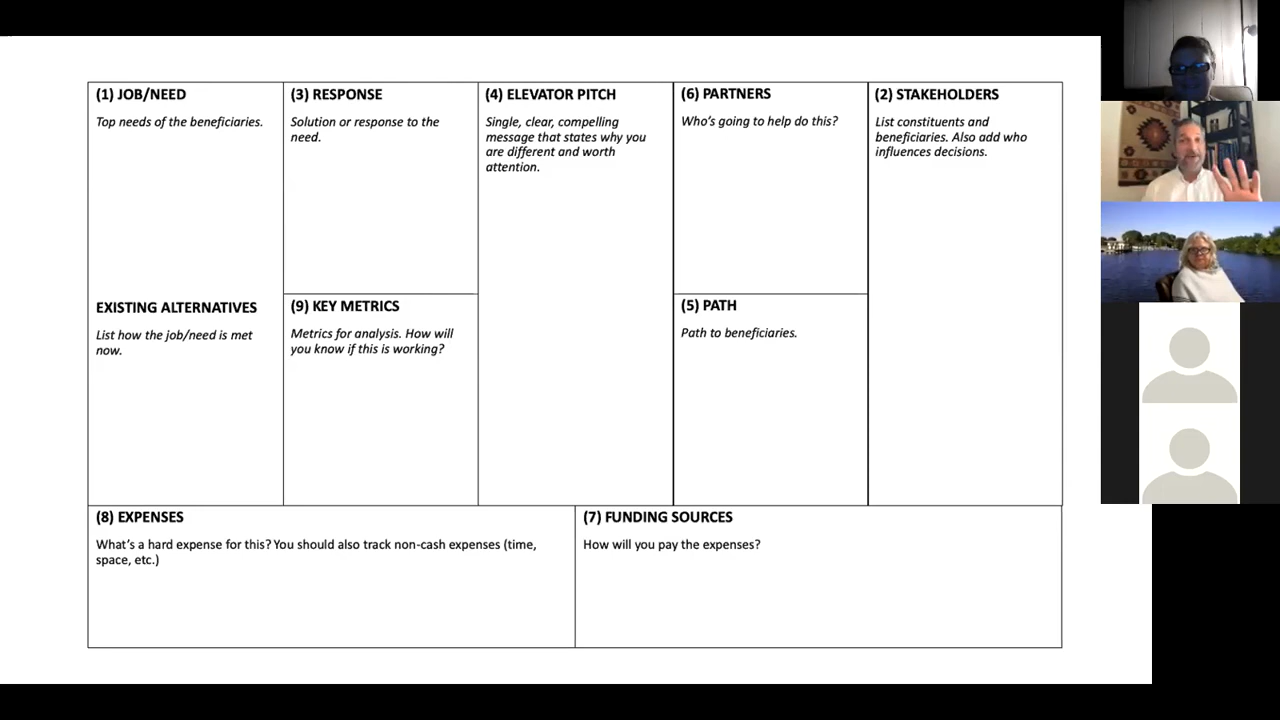 (1) JOB/NEED
Top needs of the beneficiaries.
EXISTING ALTERNATIVES
List how the job/need is met
now.
(3) RESPONSE
Solution or response to the
need.
(9) KEY METRICS
Metrics for analysis. How will
you know if this is working?
(4) ELEVATOR PITCH
Single, clear, compelling
message that states why you
are different and worth
attention.
(6) PARTNERS
Who's going to help do this?
(5) PATH
Path to beneficiaries.
(2) STAKEHOLDERS
List constituents and
beneficiaries. Also add who
influences decisions.
(8) EXPENSES
What's a hard expense for this? You should also track non-cash expenses (time,
space, etc.)
(7) FUNDING SOURCES
How will you pay the expenses?